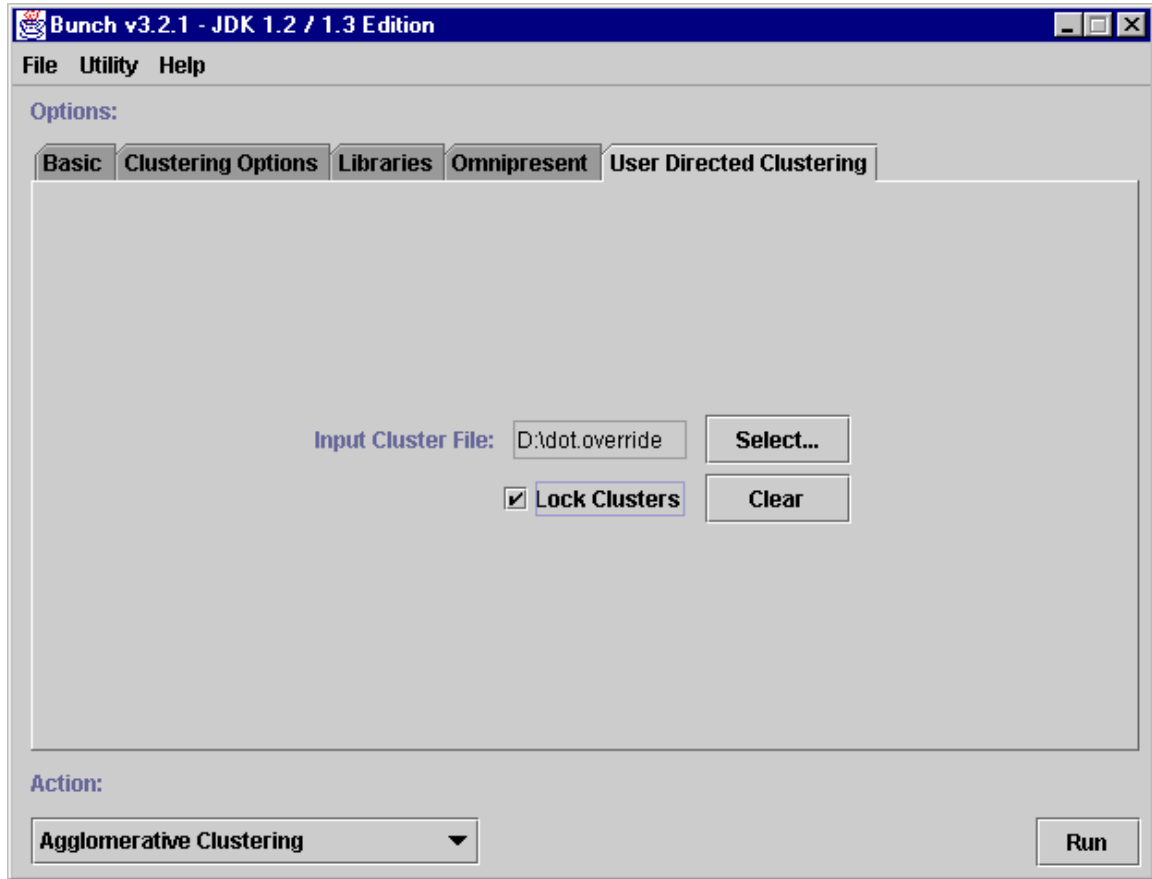 Bunch v3.2.1 - JDK 1.2 / 1.3 Edition
File Utility Help
Options:
Basic Clustering Options Libraries Omnipresent User Directed Clustering
Input Cluster File: D:\dot.override Select...
Lock Clusters Clear
Action:
Agglomerative Clustering Run